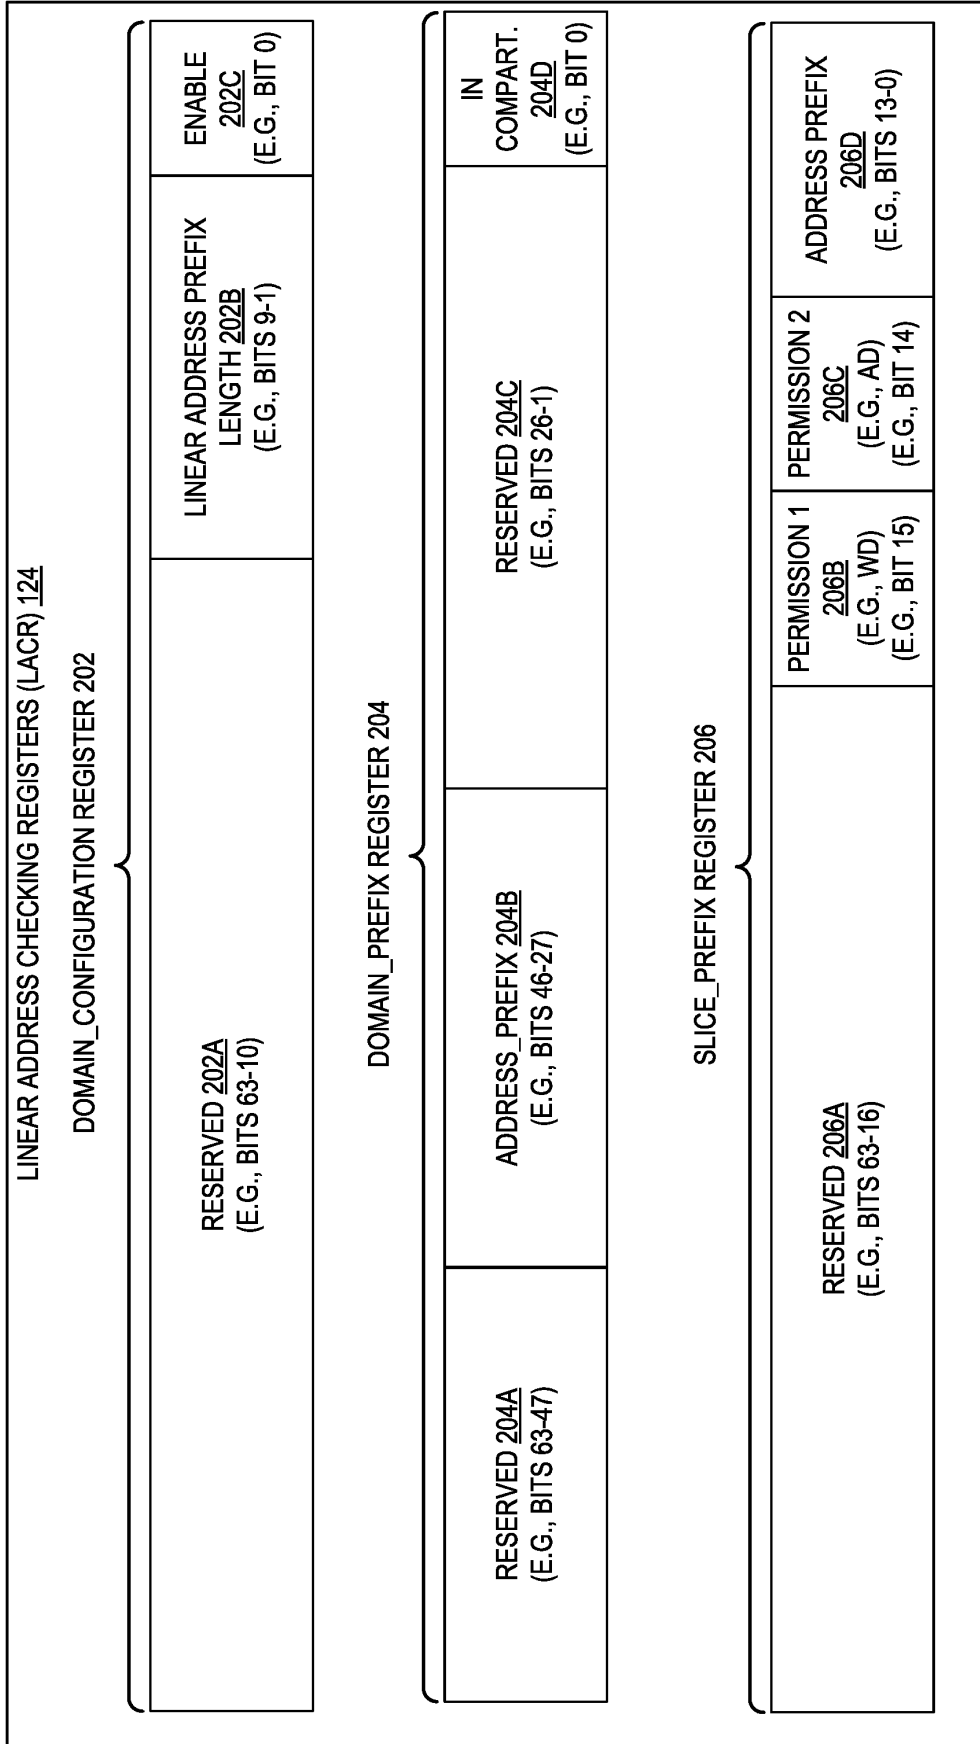 LINEAR ADDRESS CHECKING REGISTERS (LACR) 124
DOMAIN_CONFIGURATION REGISTER 202
RESERVED 202A
(E.G., BITS 63-10)
LINEAR ADDRESS PREFIX
LENGTH 202B
(E.G., BITS 9-1)
ENABLE
202C
(E.G., BIT 0)
DOMAIN_PREFIX REGISTER 204
RESERVED 204A
(E.G., BITS 63-47)
ADDRESS_PREFIX 204B
(E.G., BITS 46-27)
RESERVED 204C
(E.G., BITS 26-1)
IN
COMPART.
204D
(E.G., BIT 0)
SLICE_PREFIX REGISTER 206
RESERVED 206A
(E.G., BITS 63-16)
PERMISSION 1
206B
(E.G., WD)
(E.G., BIT 15)
PERMISSION 2
206C
(E.G., AD)
(E.G., BIT 14)
ADDRESS PREFIX
206D
(E.G., BITS 13-0)